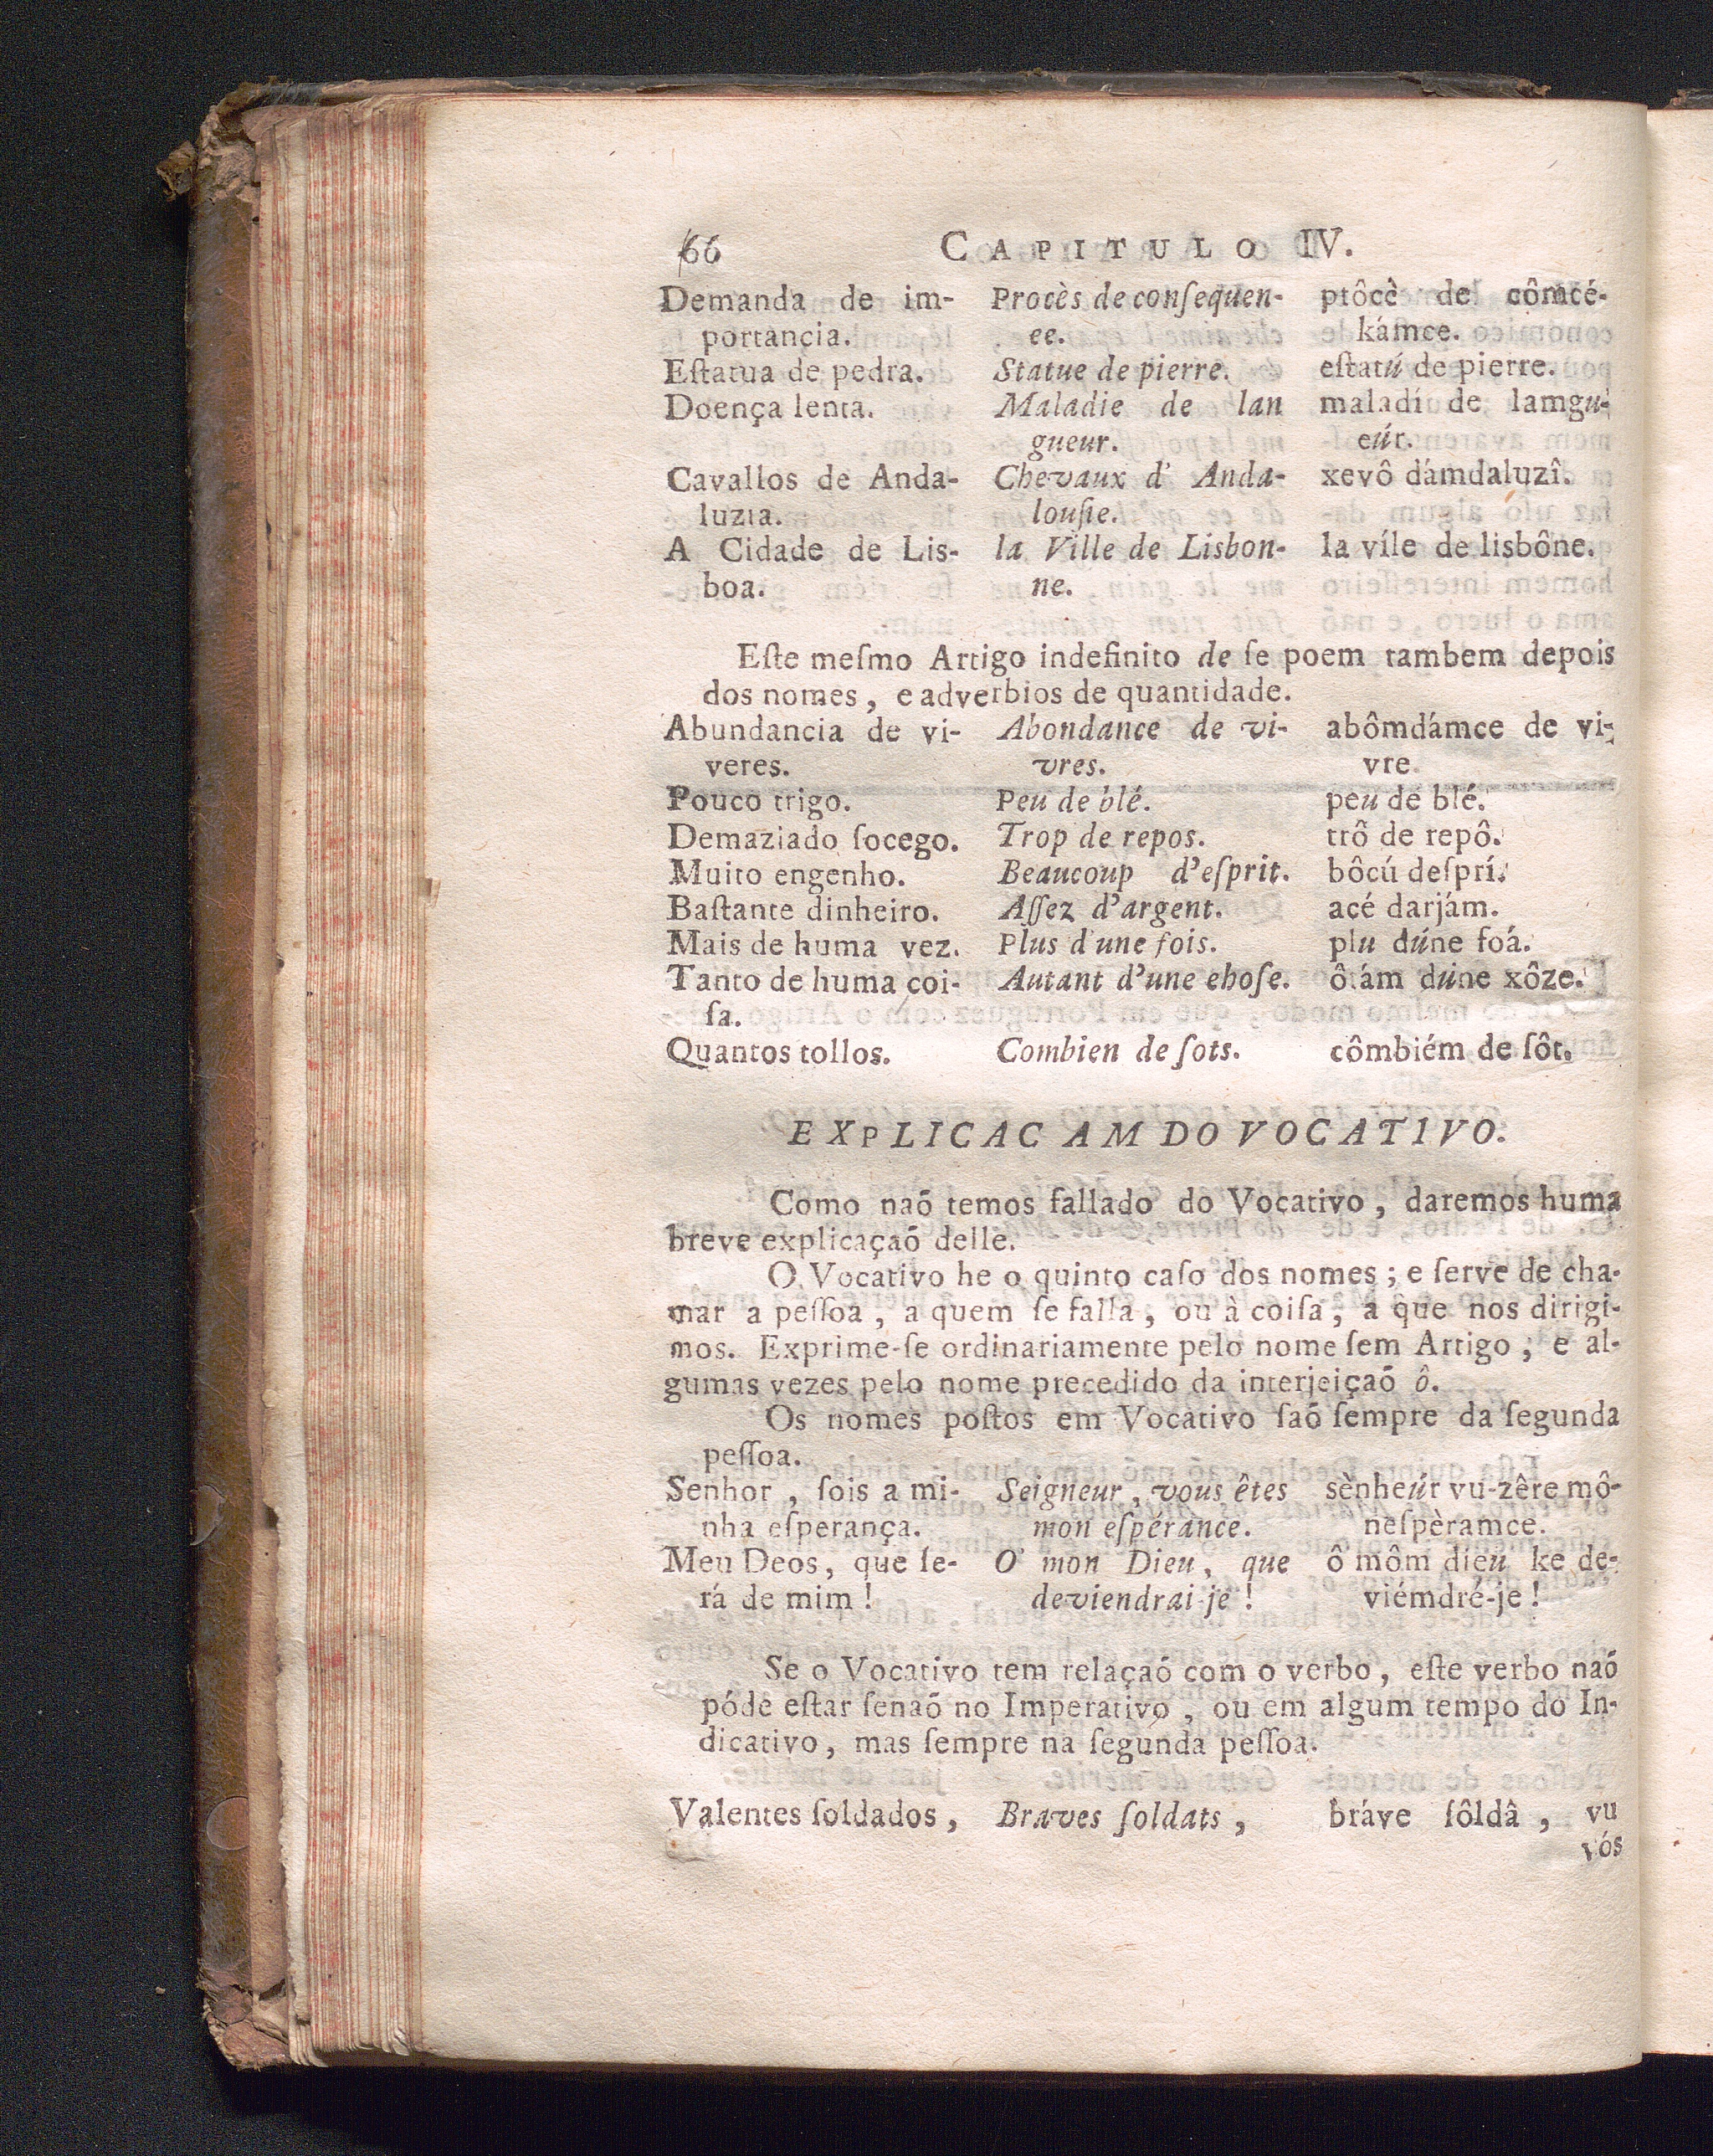 66 CAPITULO IV.
Demanda de im- Procès de conſequen- ptôcè de cômcé-
portancia. ee. kámce.
Eſtatua de pedra. Statue de pierre. eſtatú de pierre.
Doença lenta. Maladie de lan maladí de lamgu-
gueur. eúr.
Cavallos de Anda- Chevaux d' Anda- xevô dámdaluzî.
luzia. louſie.
A Cidade de Lis- la Ville de Lisbon- la víle de lisbône.
boa. ne.
Eſte meſmo Artigo indefinito de ſe poem tambem depois
dos nomes, e adverbios de quantidade.
Abundancia de vi- Abondance de vi- abômdámce de vi-
veres. vres. vre.
Pouco trigo. Peu de blé. peu de blé.
Demaziado ſocego. Trop de repos. trô de repô.
Muito engenho. Beaucoup d'eſprit. bôcú deſprí.
Baſtante dinheiro. Aſſez d'argent. acé darjám.
Mais de huma vez. Plus d'une fois. plu dúne foá.
Tanto de huma coi- Autant d'une ehoſe. ôtám dúne xôze.
ſa.
Quantos tollos. Combien de ſots. cômbiém de ſôt.
EXPLICACAM DO VOCATIVO.
Como naõ temos fallado do Vocativo, daremos huma
breve explicaçaõ delle.
O Vocativo he o quinto caſo dos nomes; e ſerve de cha-
mar a peſſoa, a quem ſe falla, ou à coiſa, a que nos dirigi-
mos. Exprime-ſe ordinariamente pelo nome ſem Artigo; e al-
gumas vezes pelo nome precedido da interjeiçaõ ô.
Os nomes poſtos em Vocativo ſaõ ſempre da ſegunda
peſſoa.
Senhor, ſois a mi- Seigneur, vous êtes sènheúr vu-zêre mô-
nha eſperança. mon eſpérance. neſpèramce.
Meu Deos, que ſe- O' mon Dieu, que ô môm dieu ke de-
rá de mim! deviendrai-je! viémdré-je!
Se o Vocativo tem relaçaõ com o verbo, eſte verbo naõ
póde eſtar ſenaõ no Imperativo, ou em algum tempo do In-
dicativo, mas ſempre na ſegunda peſſoa.
Valentes ſoldados, Braves ſoldats, bráve ſôldâ, vu
vós